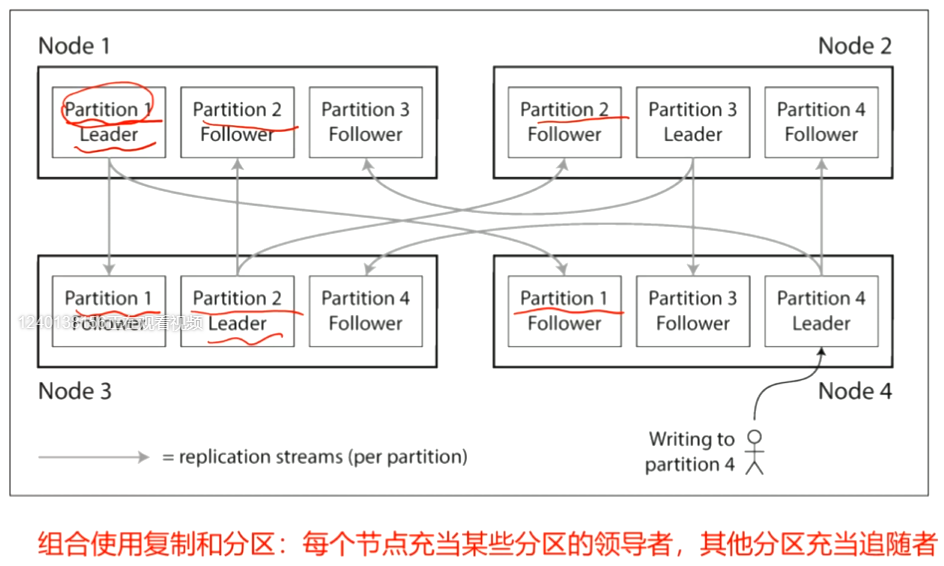 Node 1
Node 2
Partition 1
Leader
Partition 2
Follower
Partition 3
Follower
Partition 2
Follower
Partition 3
Leader
Partition 4
Follower
Partition 1
Follower
Partition 2
Leader
Partition 4
Follower
Partition 1
Follower
Partition 3
Follower
Partition 4
Leader
观看视频
Node 3
Node 4
Writing to
partition 4
= replication streams (per partition)
组合使用复制和分区：每个节点充当某些分区的领导者，其他分区充当追随者